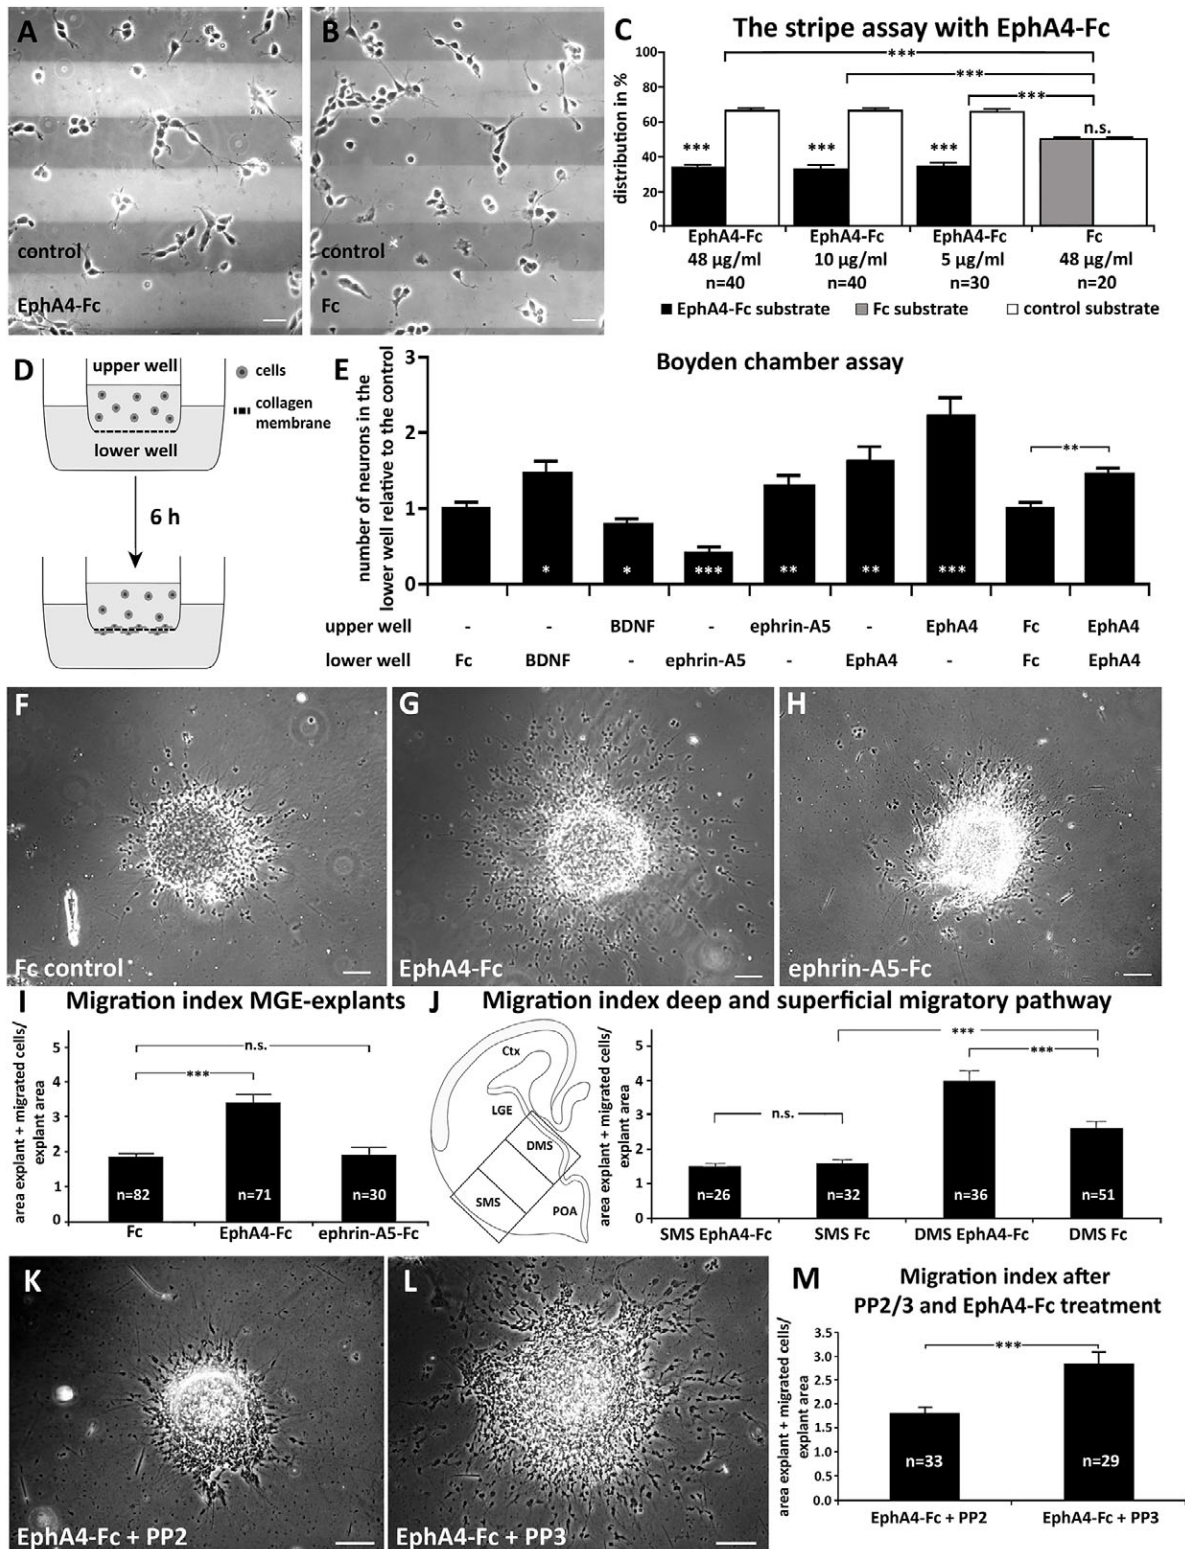 A
control
EphA4-Fc
B
control
Fc
C The stripe assay with EphA4-Fc
distribution in %
100
80
60
40
20
0
***
***
***
***
***
***
n.s.
EphA4-Fc EphA4-Fc EphA4-Fc Fc
48 µg/ml 10 µg/ml 5 µg/ml 48 µg/ml
n=40 n=40 n=30 n=20
EphA4-Fc substrate Fc substrate control substrate
D
upper well
lower well
cells
collagen
membrane
6 h
E Boyden chamber assay
number of neurons in the
lower well relative to the control
3
2
1
0
**
* * *** ** ** ***
upper well - - BDNF - ephrin-A5 - EphA4 Fc EphA4
lower well Fc BDNF - ephrin-A5 - EphA4 - Fc EphA4
F
Fc control
G
EphA4-Fc
H
ephrin-A5-Fc
I Migration index MGE-explants
area explant + migrated cells/
explant area
5
4
3
2
1
0
n.s.
***
n=82 n=71 n=30
Fc EphA4-Fc ephrin-A5-Fc
J Migration index deep and superficial migratory pathway
Ctx
LGE
DMS
SMS
POA
area explant + migrated cells/
explant area
5
4
3
2
1
0
***
***
n.s.
n=26 n=32 n=36 n=51
SMS EphA4-Fc SMS Fc DMS EphA4-Fc DMS Fc
K
EphA4-Fc + PP2
L
EphA4-Fc + PP3
M Migration index after
PP2/3 and EphA4-Fc treatment
area explant + migrated cells/
explant area
3.5
3.0
2.5
2.0
1.5
1.0
0.5
0.0
***
n=33 n=29
EphA4-Fc + PP2 EphA4-Fc + PP3